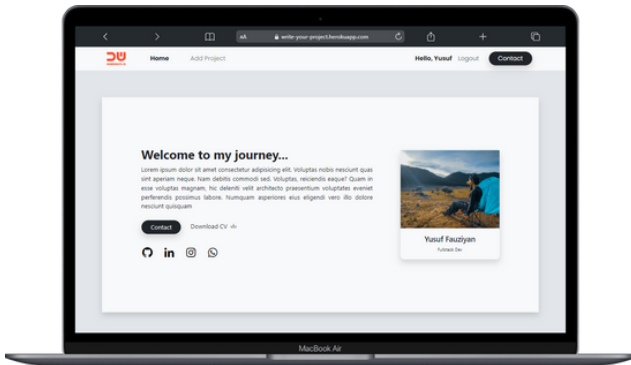 AA write-your-project.herokuapp.com
Home Add Project Hello, Yusuf Logout Contact
Welcome to my journey...
Lorem ipsum dolor sit amet consectetur adipisicing elit. Voluptas nobis nesciunt quas
sint aperiam neque. Nam debitis commodi sed. Voluptas, reiciendis eaque? Quam in
esse voluptas magnam, hic deleniti velit architecto praesentium voluptates eveniet
perferendis possimus labore. Numquam asperiores eius eligendi vero illo dolore
nesciunt quisquam
Contact Download CV
in
Yusuf Fauziyan
Fullstack Dev
MacBook Air